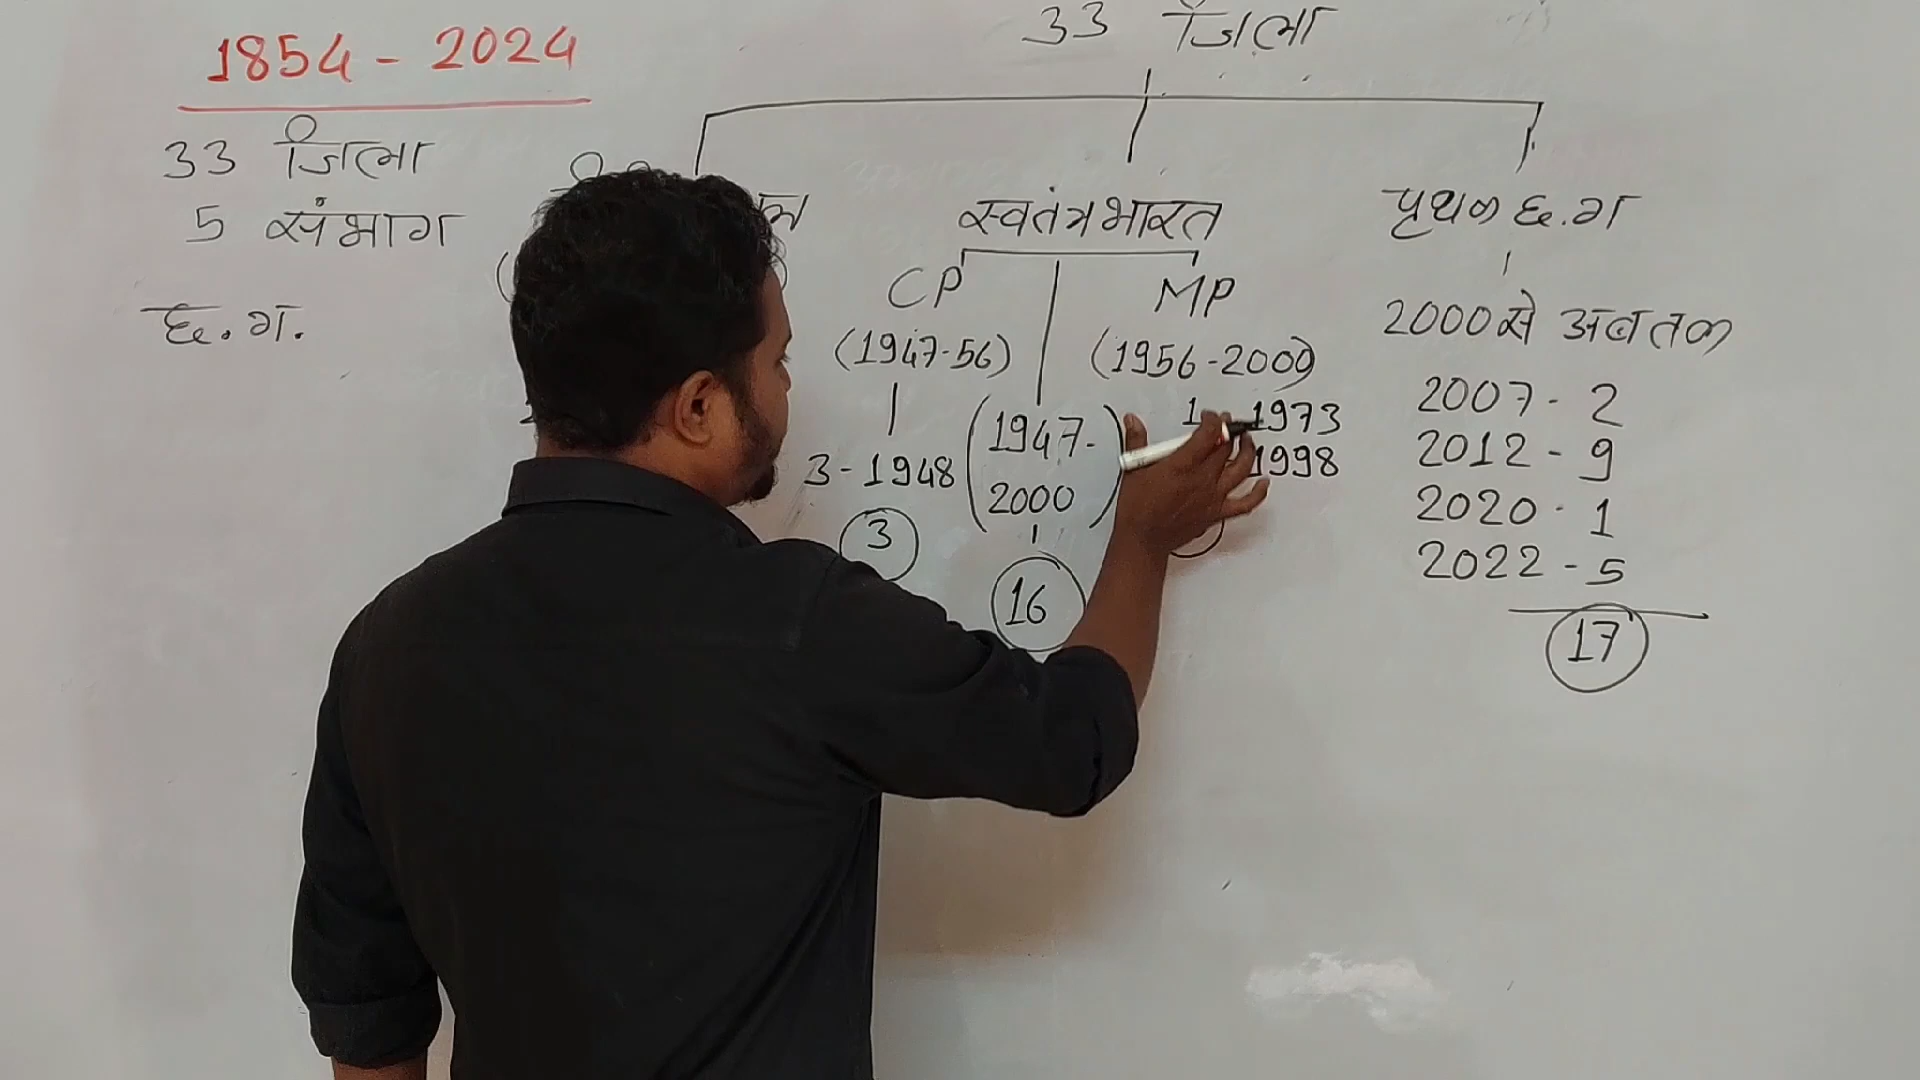 1854 - 2024
33 जिला
5 संभाग
छ.ग.
33 जिला
स्वतंत्र भारत
CP
(1947-56)
3 - 1948
3
(1947-
2000)
16
MP
(1956-2000)
1 1973
1998
पृथक छ.ग
2000 से अब तक
2007 - 2
2012 - 9
2020 - 1
2022 - 5
17